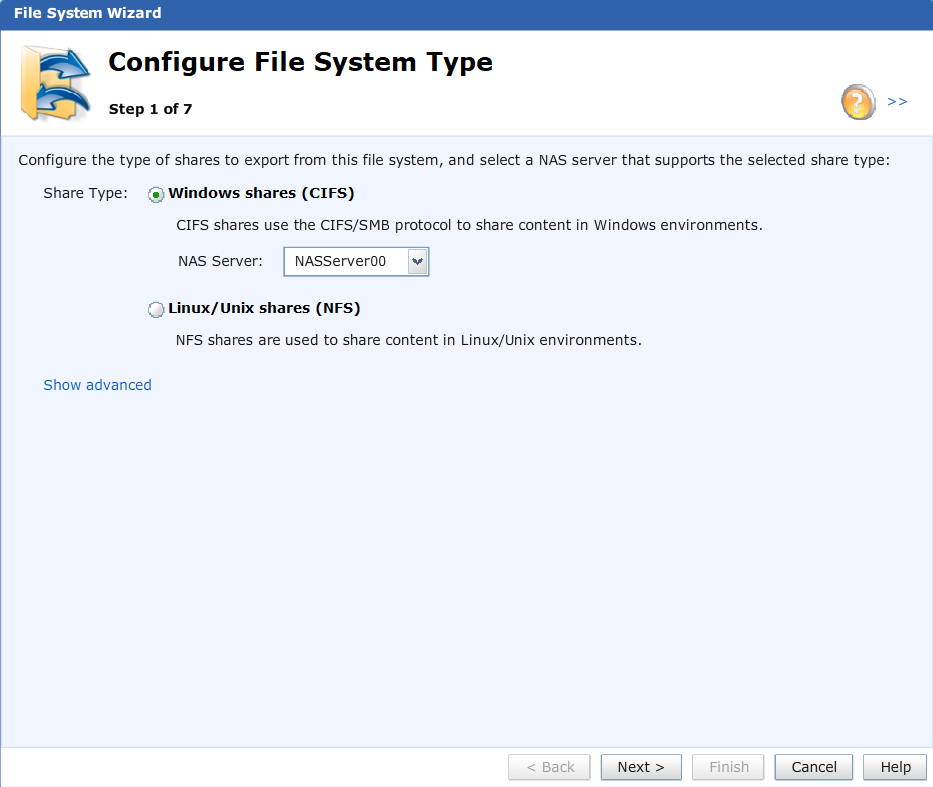 File System Wizard
Configure File System Type
Step 1 of 7
? >>
Configure the type of shares to export from this file system, and select a NAS server that supports the selected share type:
Share Type: Windows shares (CIFS)
CIFS shares use the CIFS/SMB protocol to share content in Windows environments.
NAS Server: NASServer00
Linux/Unix shares (NFS)
NFS shares are used to share content in Linux/Unix environments.
Show advanced
< Back Next > Finish Cancel Help